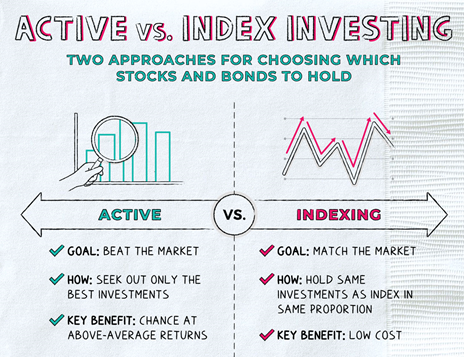 ACTIVE vs. INDEX INVESTING
TWO APPROACHES FOR CHOOSING WHICH
STOCKS AND BONDS TO HOLD
ACTIVE
VS.
INDEXING
GOAL: BEAT THE MARKET
HOW: SEEK OUT ONLY THE
BEST INVESTMENTS
KEY BENEFIT: CHANCE AT
ABOVE-AVERAGE RETURNS
GOAL: MATCH THE MARKET
HOW: HOLD SAME
INVESTMENTS AS INDEX IN
SAME PROPORTION
KEY BENEFIT: LOW COST